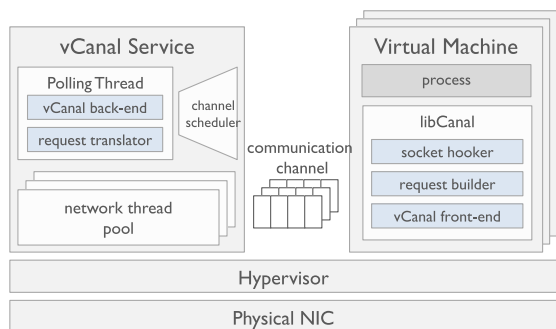 vCanal Service
Polling Thread
vCanal back-end
request translator
channel
scheduler
network thread
pool
communication
channel
Virtual Machine
process
libCanal
socket hooker
request builder
vCanal front-end
Hypervisor
Physical NIC